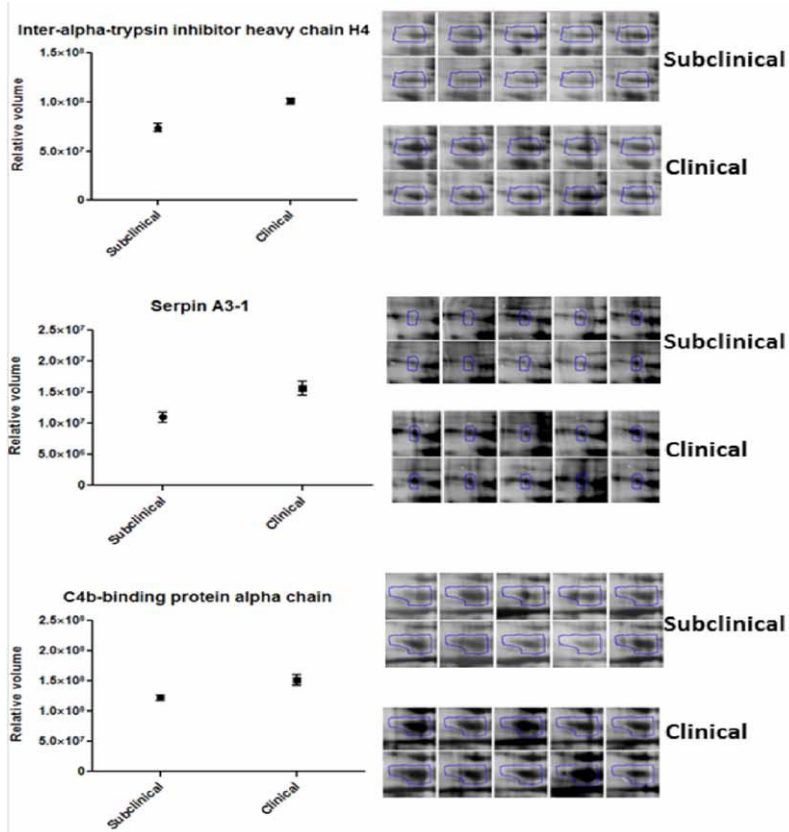 Inter-alpha-trypsin inhibitor heavy chain H4
Relative volume
1.5×10⁸
1.0×10⁸
5.0×10⁷
0
Subclinical
Clinical
Subclinical
Clinical
Serpin A3-1
Relative volume
2.5×10⁷
2.0×10⁷
1.5×10⁷
1.0×10⁷
5.0×10⁶
0
Subclinical
Clinical
Subclinical
Clinical
C4b-binding protein alpha chain
Relative volume
2.5×10⁸
2.0×10⁸
1.5×10⁸
1.0×10⁸
5.0×10⁷
0
Subclinical
Clinical
Subclinical
Clinical